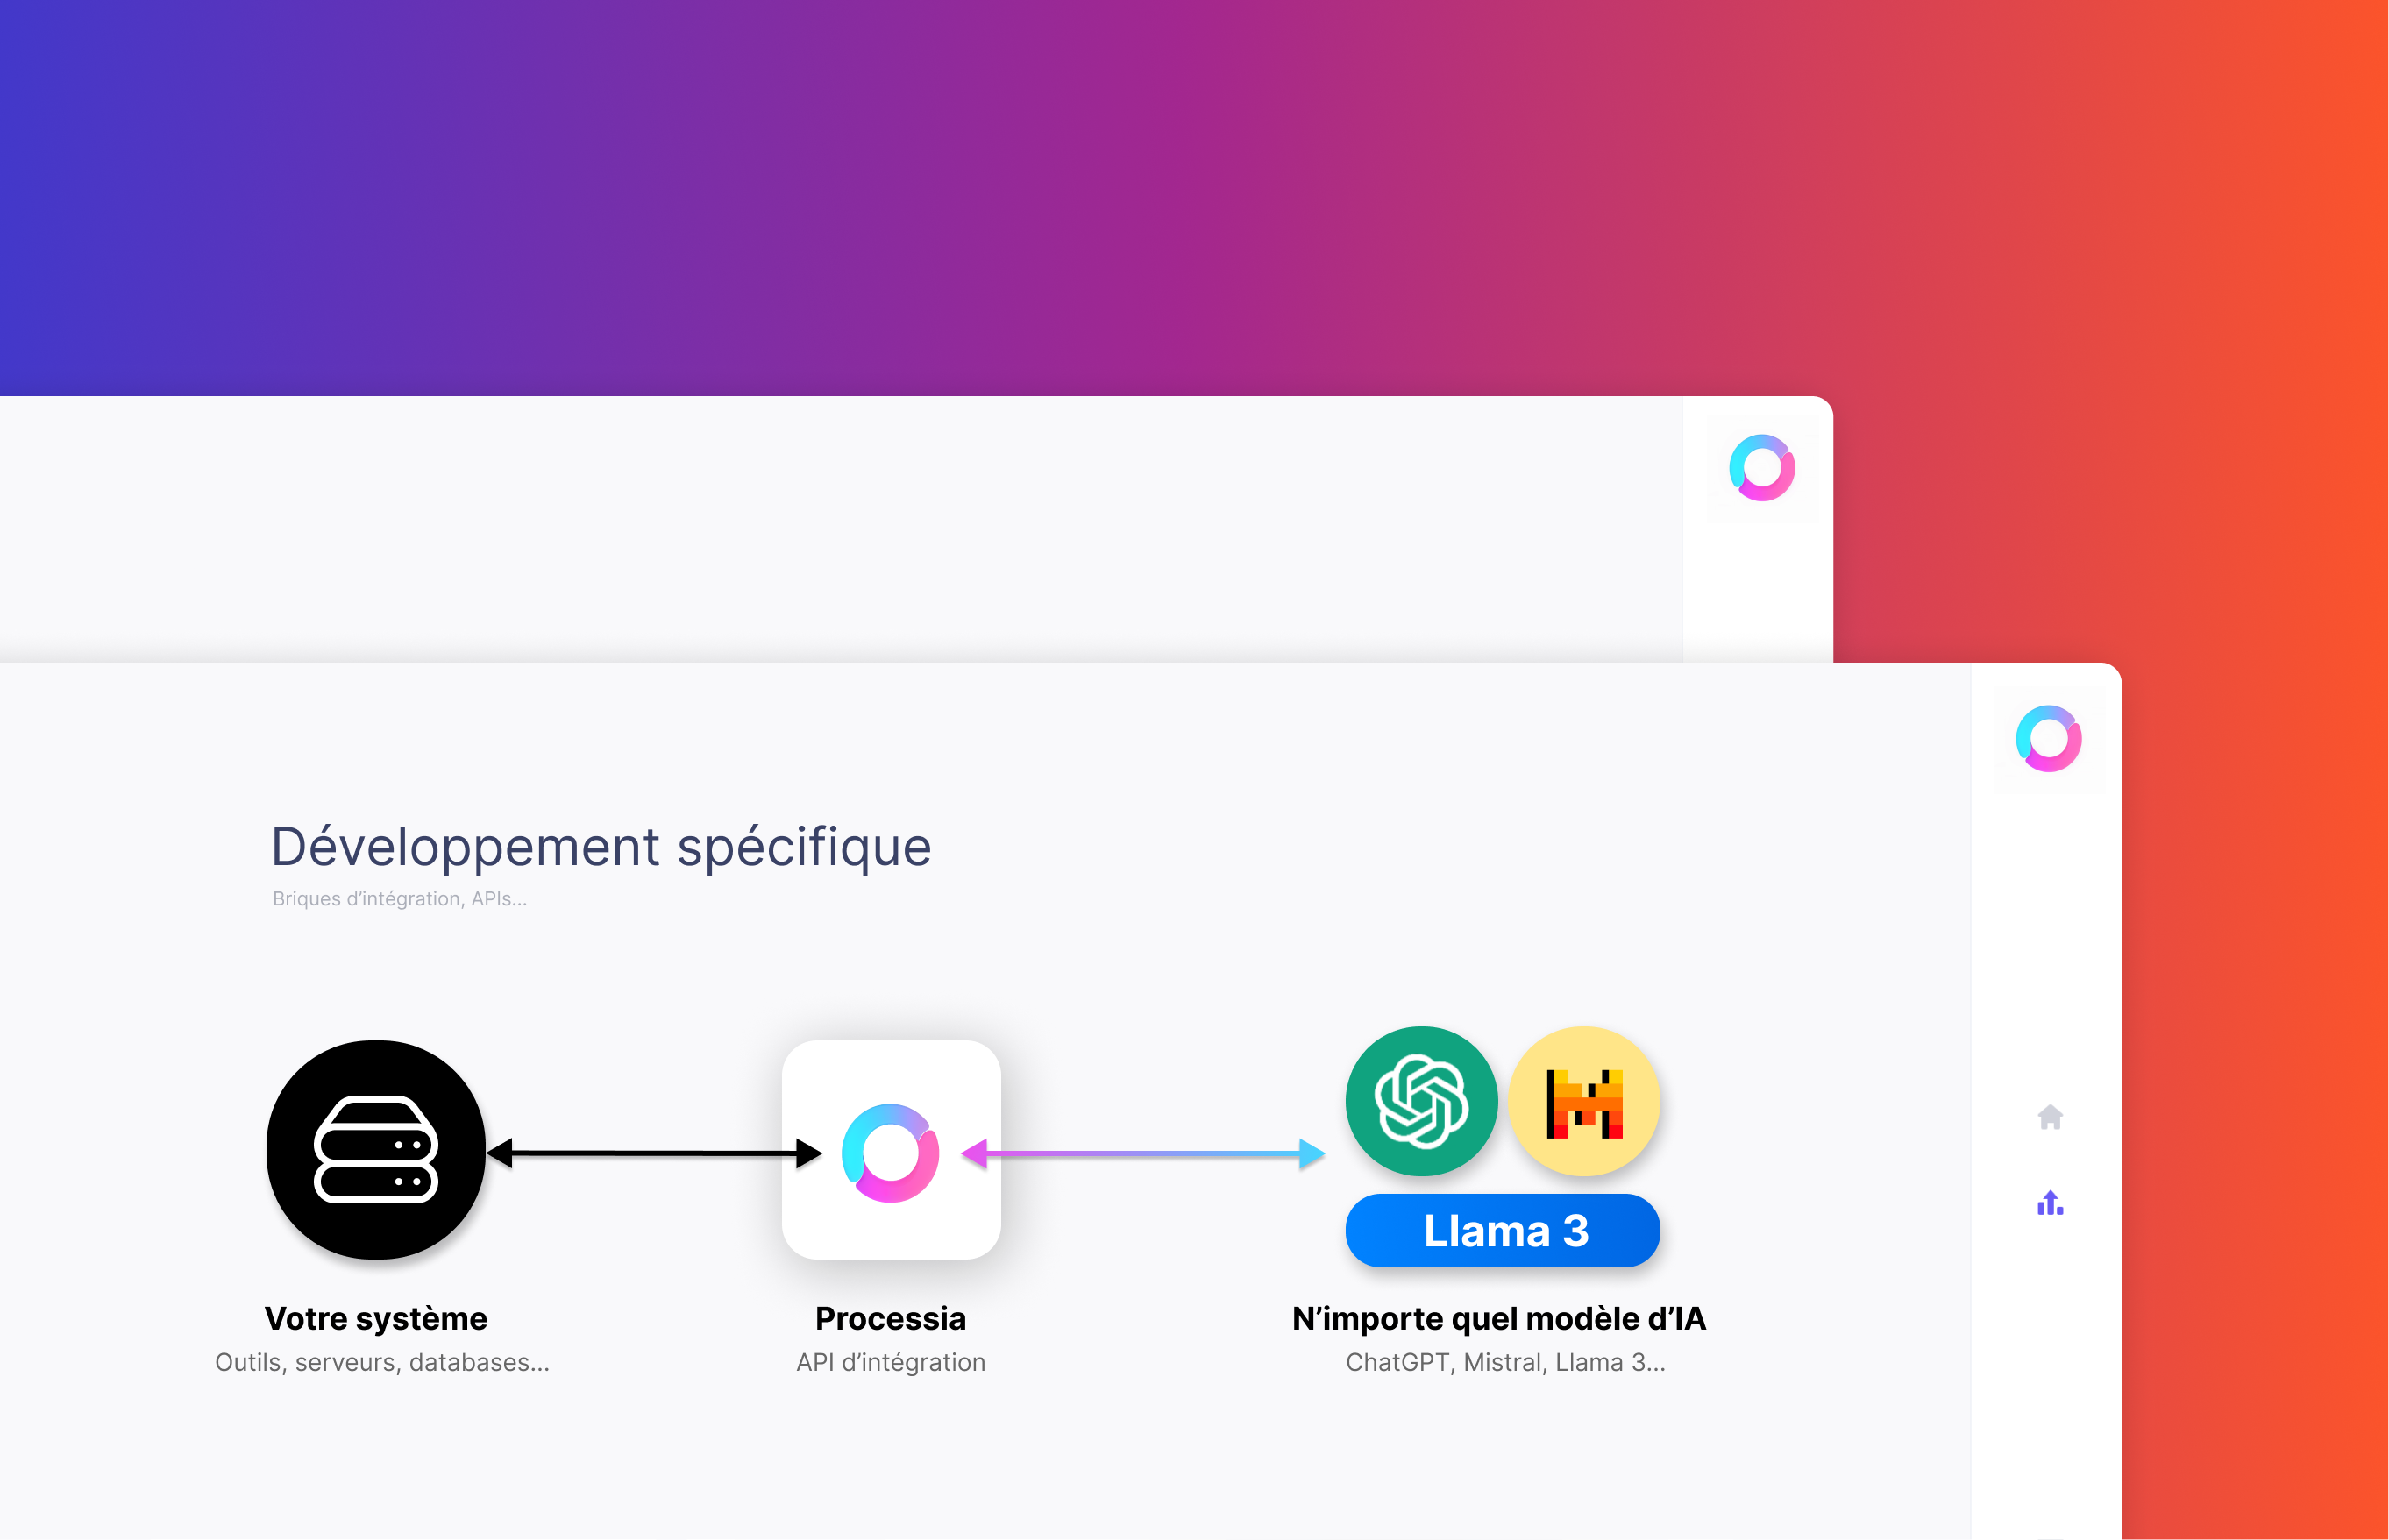 Développement spécifique
Briques d’intégration, APIs...
Llama 3
Votre système
Outils, serveurs, databases...
Processia
API d’intégration
N’importe quel modèle d’IA
ChatGPT, Mistral, Llama 3...